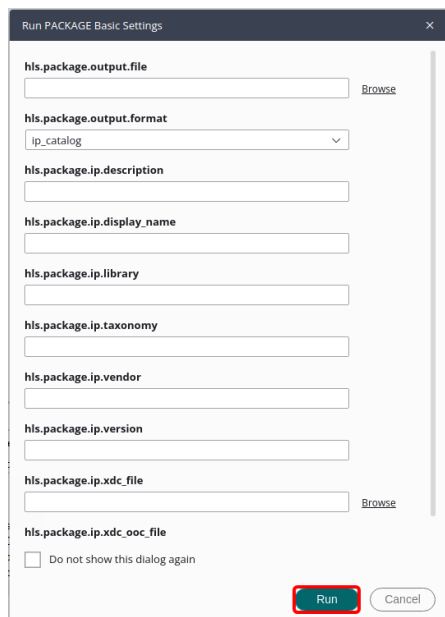 Run PACKAGE Basic Settings
hls.package.output.file
Browse
hls.package.output.format
ip_catalog
hls.package.ip.description
hls.package.ip.display_name
hls.package.ip.library
hls.package.ip.taxonomy
hls.package.ip.vendor
hls.package.ip.version
hls.package.ip.xdc_file
Browse
hls.package.ip.xdc_ooc_file
Do not show this dialog again
Run Cancel